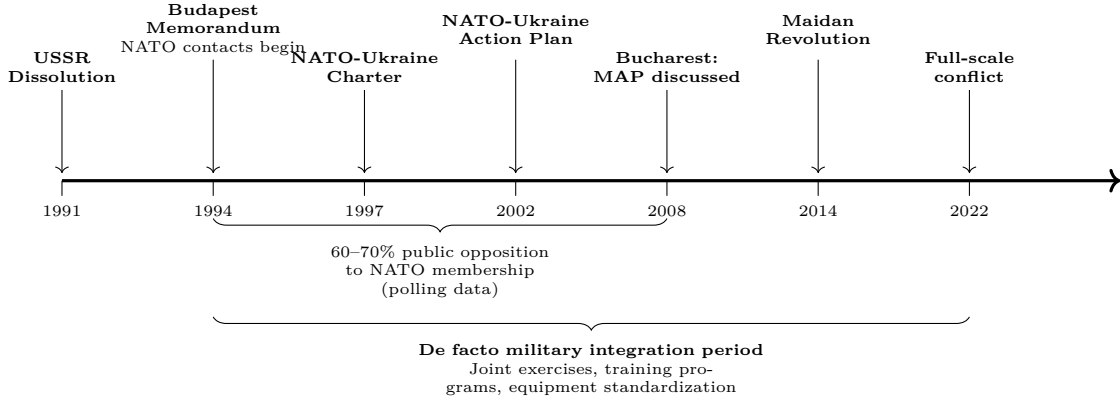 USSR
Dissolution
Budapest
Memorandum
NATO contacts begin
NATO-Ukraine
Charter
NATO-Ukraine
Action Plan
Bucharest:
MAP discussed
Maidan
Revolution
Full-scale
conflict
1991
1994
1997
2002
2008
2014
2022
60–70% public opposition
to NATO membership
(polling data)
De facto military integration period
Joint exercises, training pro-
grams, equipment standardization